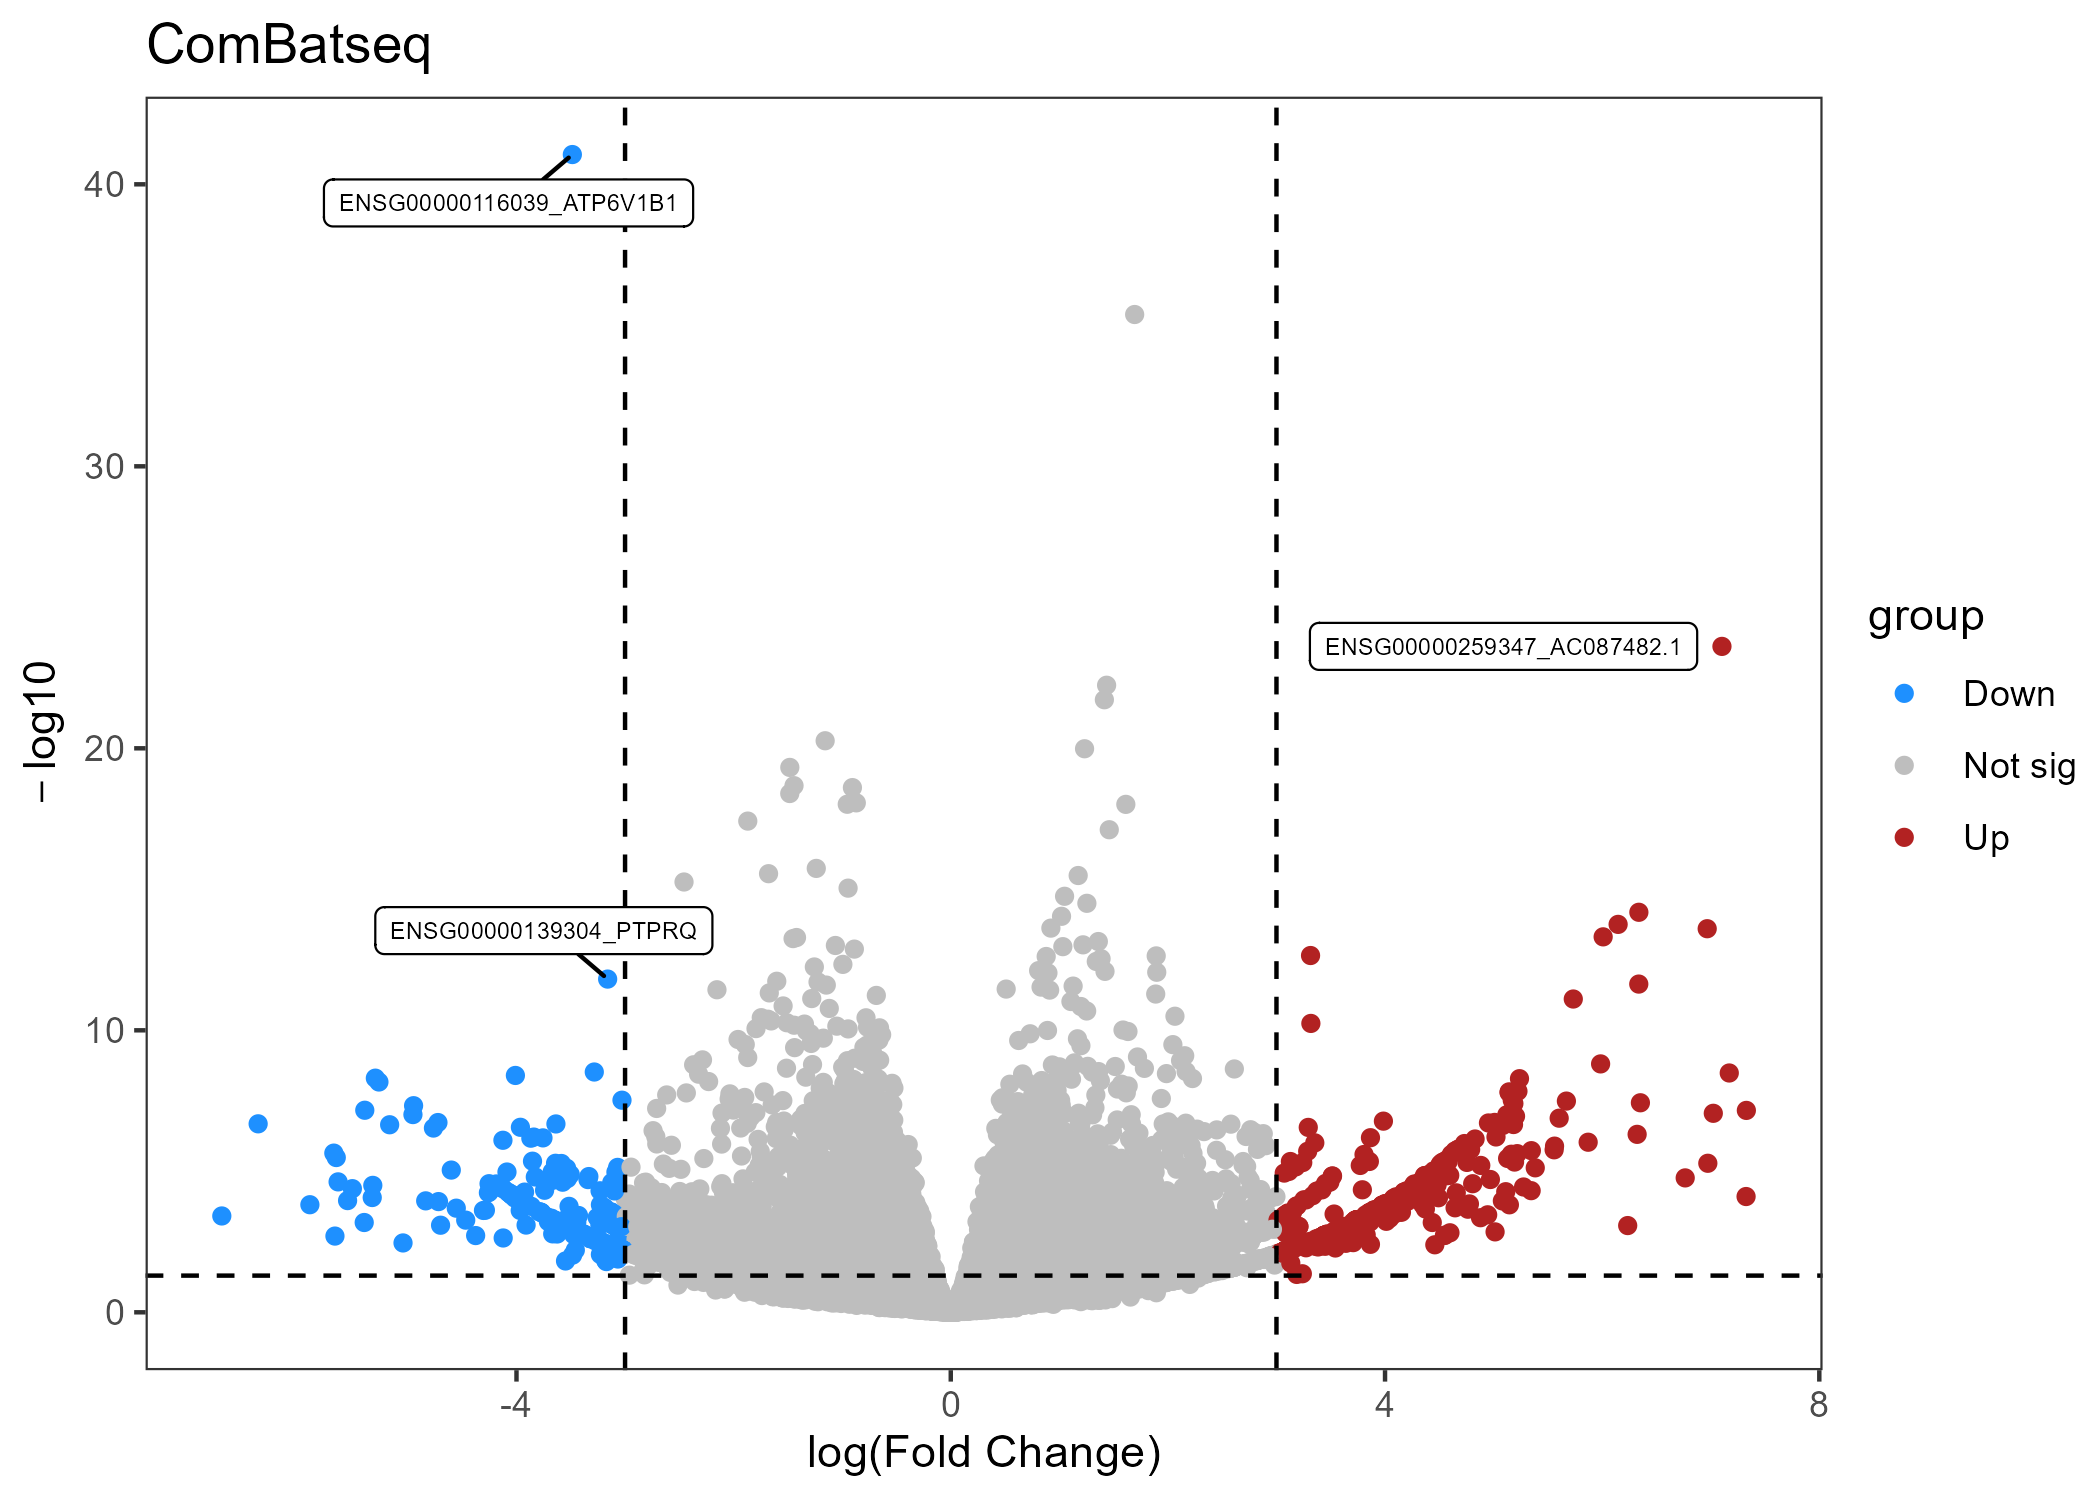 ComBatseq
40
30
20
10
0
− log10
ENSG00000116039_ATP6V1B1
ENSG00000259347_AC087482.1
ENSG00000139304_PTPRQ
-4
0
4
8
log(Fold Change)
group
Down
Not sig
Up